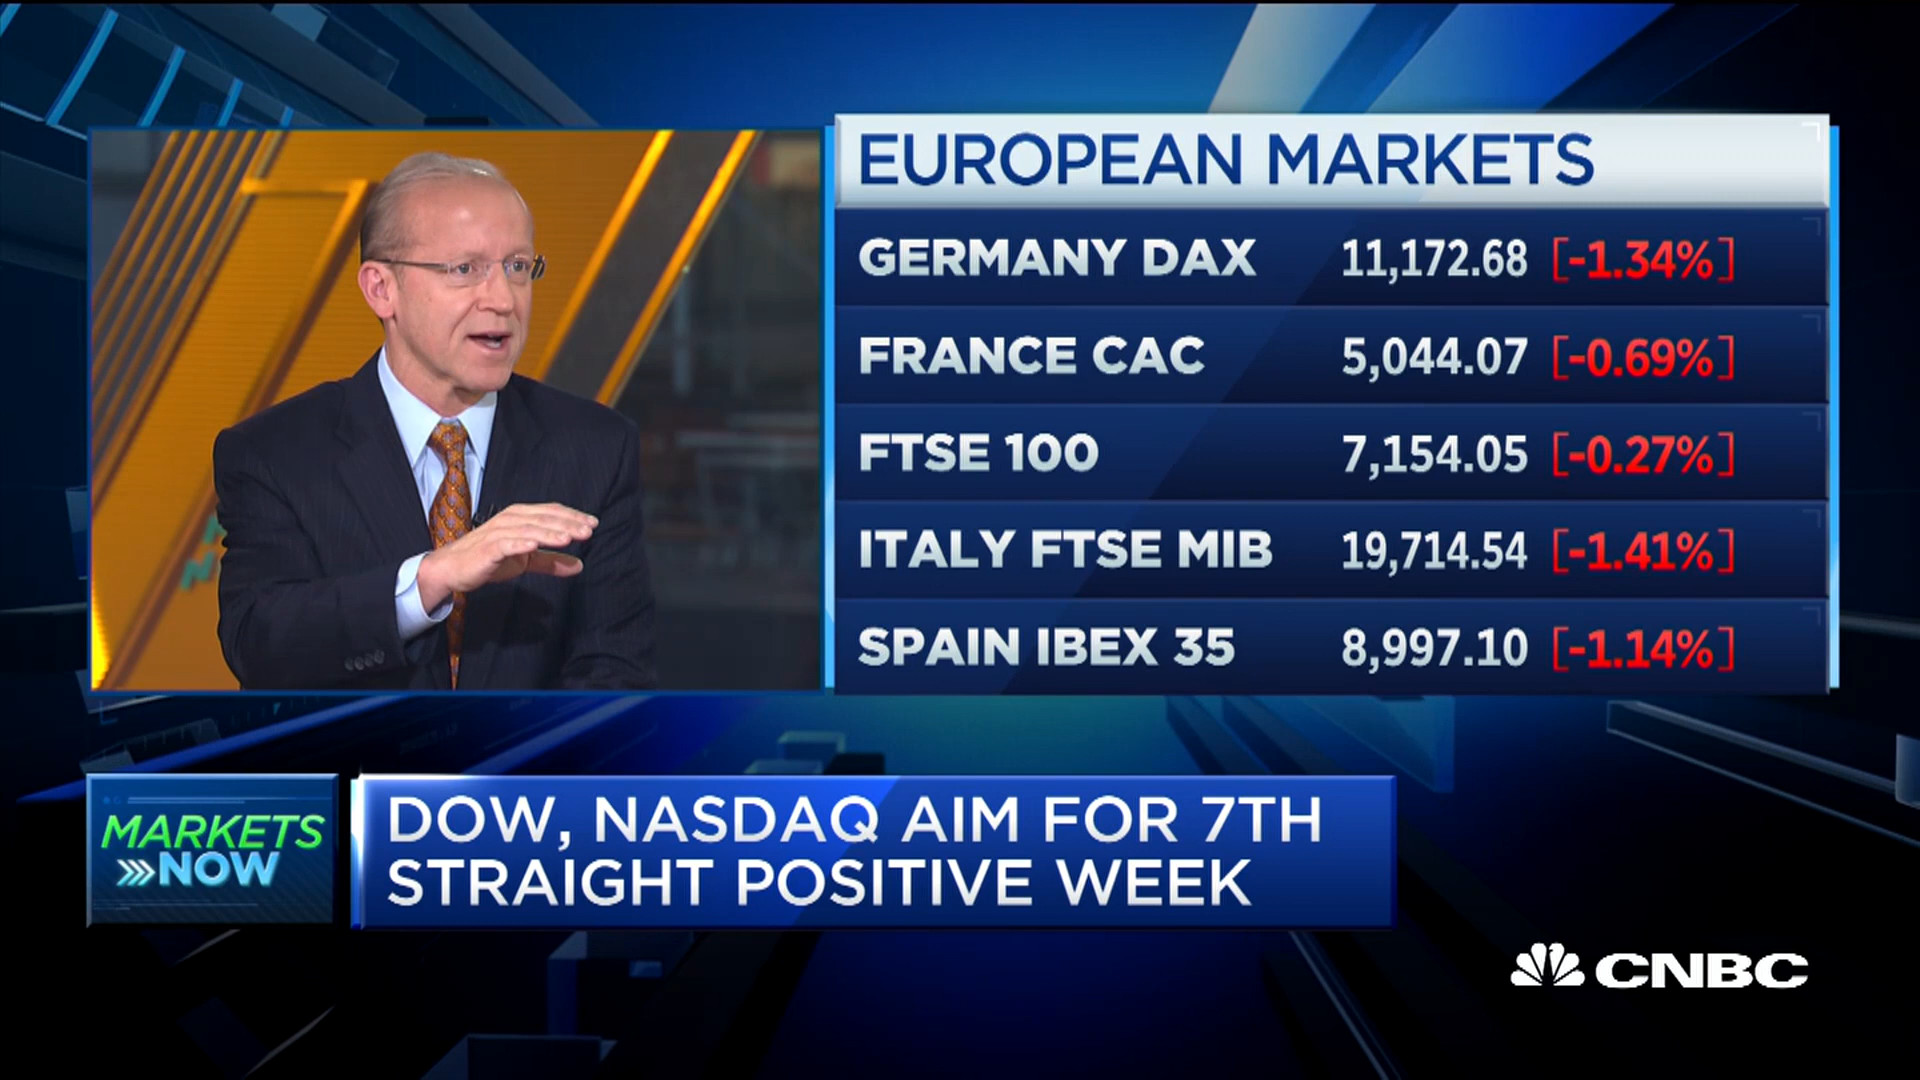 EUROPEAN MARKETS
GERMANY DAX 11,172.68 [-1.34%]
FRANCE CAC 5,044.07 [-0.69%]
FTSE 100 7,154.05 [-0.27%]
ITALY FTSE MIB 19,714.54 [-1.41%]
SPAIN IBEX 35 8,997.10 [-1.14%]
MARKETS
NOW
DOW, NASDAQ AIM FOR 7TH
STRAIGHT POSITIVE WEEK
CNBC